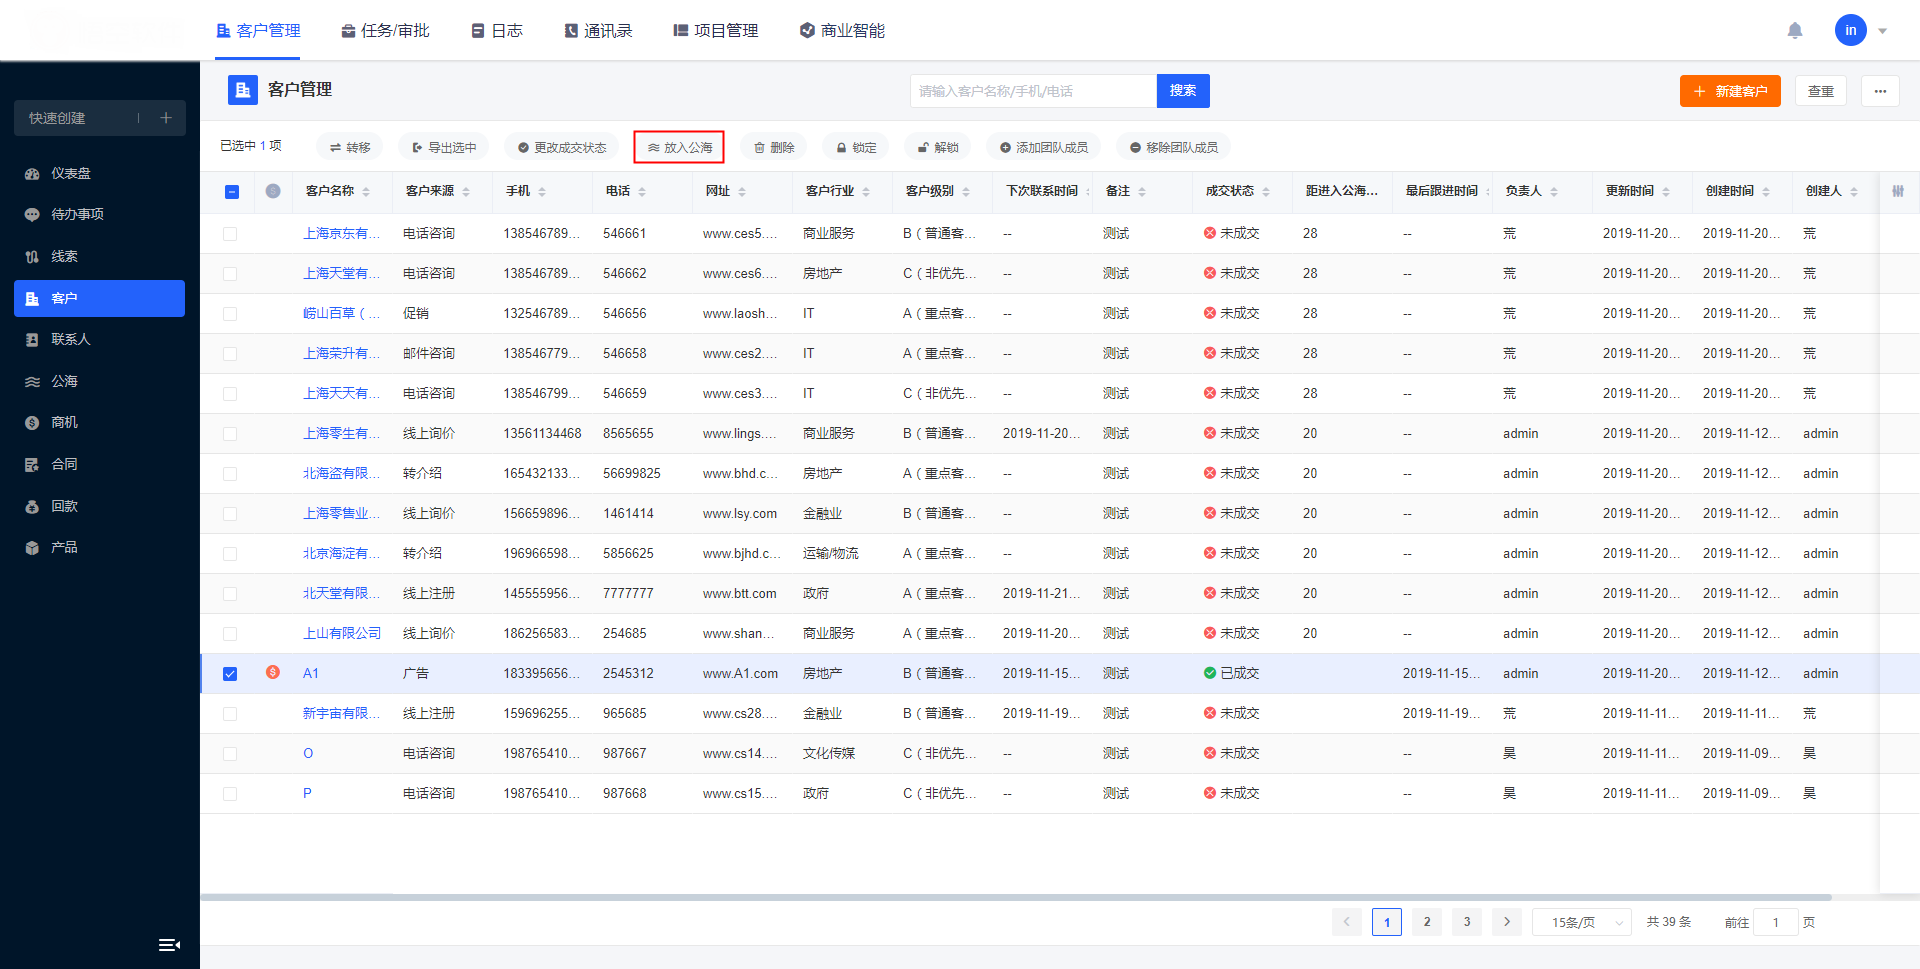 客户管理 任务/审批 日志 通讯录 项目管理 商业智能 in
快速创建
仪表盘
待办事项
线索
客户
联系人
公海
商机
合同
回款
产品
客户管理 请输入客户名称/手机/电话 搜索 新建客户 查重 ...
已选中 1 项 转移 导出选中 更改成交状态 放入公海 删除 锁定 解锁 添加团队成员 移除团队成员
客户名称 客户来源 手机 电话 网址 客户行业 客户级别 下次联系时间 备注 成交状态 距进入公海... 最后跟进时间 负责人 更新时间 创建时间 创建人
上海京东有... 电话咨询 138546789... 546661 www.ces5.... 商业服务 B（普通客... -- 测试 未成交 28 -- 荒 2019-11-20... 2019-11-20... 荒
上海天堂有... 电话咨询 138546789... 546662 www.ces6.... 房地产 C（非优先... -- 测试 未成交 28 -- 荒 2019-11-20... 2019-11-20... 荒
崂山百草（... 促销 132546789... 546656 www.laosh... IT A（重点客... -- 测试 未成交 28 -- 荒 2019-11-20... 2019-11-20... 荒
上海荣升有... 邮件咨询 138546779... 546658 www.ces2.... IT A（重点客... -- 测试 未成交 28 -- 荒 2019-11-20... 2019-11-20... 荒
上海天天有... 电话咨询 138546799... 546659 www.ces3.... IT C（非优先... -- 测试 未成交 28 -- 荒 2019-11-20... 2019-11-20... 荒
上海零生有... 线上询价 13561134468 8565655 www.lings.... 商业服务 B（普通客... 2019-11-20... 测试 未成交 20 -- admin 2019-11-20... 2019-11-12... admin
北海盗有限... 转介绍 165432133... 56699825 www.bhd.c... 房地产 A（重点客... -- 测试 未成交 20 -- admin 2019-11-20... 2019-11-12... admin
上海零售业... 线上询价 156659896... 1461414 www.lsy.com 金融业 B（普通客... -- 测试 未成交 20 -- admin 2019-11-20... 2019-11-12... admin
北京海淀有... 转介绍 196966598... 5856625 www.bjhd.c... 运输/物流 A（重点客... -- 测试 未成交 20 -- admin 2019-11-20... 2019-11-12... admin
北天堂有限... 线上注册 145555956... 7777777 www.btt.com 政府 A（重点客... 2019-11-21... 测试 未成交 20 -- admin 2019-11-20... 2019-11-12... admin
上山有限公司 线上询价 186256583... 254685 www.shan... 商业服务 A（重点客... 2019-11-20... 测试 未成交 20 -- admin 2019-11-20... 2019-11-12... admin
A1 广告 183395656... 2545312 www.A1.com 房地产 B（普通客... 2019-11-15... 测试 已成交 2019-11-15... admin 2019-11-20... 2019-11-12... admin
新宇宙有限... 线上注册 159696255... 965685 www.cs28.... 金融业 B（普通客... 2019-11-19... 测试 未成交 2019-11-19... 荒 2019-11-11... 2019-11-11... 荒
O 电话咨询 198765410... 987667 www.cs14.... 文化传媒 C（非优先... -- 测试 未成交 -- 昊 2019-11-11... 2019-11-09... 昊
P 电话咨询 198765410... 987668 www.cs15.... 政府 C（非优先... -- 测试 未成交 -- 昊 2019-11-11... 2019-11-09... 昊
1 2 3 15条/页 共 39 条 前往 1 页